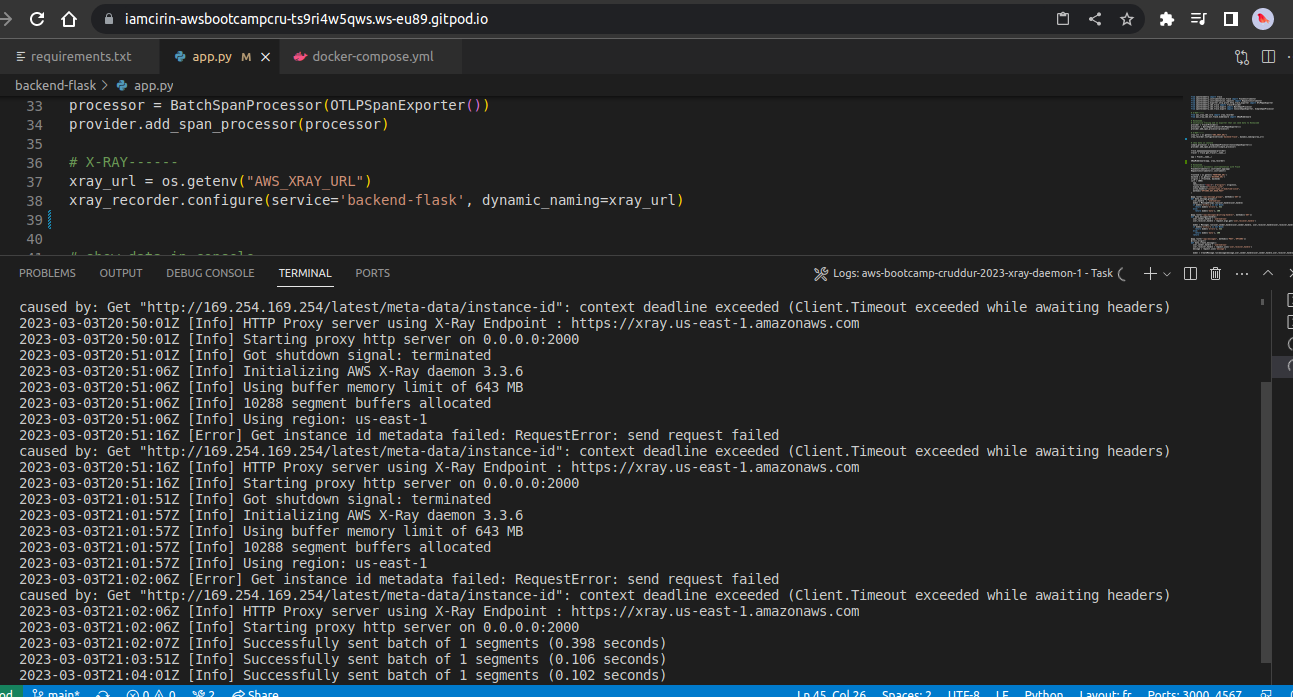 iamcirin-awsbootcampcru-ts9ri4w5qws.ws-eu89.gitpod.io
requirements.txt
app.py M
docker-compose.yml
backend-flask > app.py
33 processor = BatchSpanProcessor(OTLPSpanExporter())
34 provider.add_span_processor(processor)
35
36 # X-RAY------
37 xray_url = os.getenv("AWS_XRAY_URL")
38 xray_recorder.configure(service='backend-flask', dynamic_naming=xray_url)
39
40
41 # show data in console
PROBLEMS OUTPUT DEBUG CONSOLE TERMINAL PORTS
Logs: aws-bootcamp-cruddur-2023-xray-daemon-1 - Task
caused by: Get "http://169.254.169.254/latest/meta-data/instance-id": context deadline exceeded (Client.Timeout exceeded while awaiting headers)
2023-03-03T20:50:01Z [Info] HTTP Proxy server using X-Ray Endpoint : https://xray.us-east-1.amazonaws.com
2023-03-03T20:50:01Z [Info] Starting proxy http server on 0.0.0.0:2000
2023-03-03T20:51:01Z [Info] Got shutdown signal: terminated
2023-03-03T20:51:06Z [Info] Initializing AWS X-Ray daemon 3.3.6
2023-03-03T20:51:06Z [Info] Using buffer memory limit of 643 MB
2023-03-03T20:51:06Z [Info] 10288 segment buffers allocated
2023-03-03T20:51:06Z [Info] Using region: us-east-1
2023-03-03T20:51:16Z [Error] Get instance id metadata failed: RequestError: send request failed
caused by: Get "http://169.254.169.254/latest/meta-data/instance-id": context deadline exceeded (Client.Timeout exceeded while awaiting headers)
2023-03-03T20:51:16Z [Info] HTTP Proxy server using X-Ray Endpoint : https://xray.us-east-1.amazonaws.com
2023-03-03T20:51:16Z [Info] Starting proxy http server on 0.0.0.0:2000
2023-03-03T21:01:51Z [Info] Got shutdown signal: terminated
2023-03-03T21:01:57Z [Info] Initializing AWS X-Ray daemon 3.3.6
2023-03-03T21:01:57Z [Info] Using buffer memory limit of 643 MB
2023-03-03T21:01:57Z [Info] 10288 segment buffers allocated
2023-03-03T21:01:57Z [Info] Using region: us-east-1
2023-03-03T21:02:06Z [Error] Get instance id metadata failed: RequestError: send request failed
caused by: Get "http://169.254.169.254/latest/meta-data/instance-id": context deadline exceeded (Client.Timeout exceeded while awaiting headers)
2023-03-03T21:02:06Z [Info] HTTP Proxy server using X-Ray Endpoint : https://xray.us-east-1.amazonaws.com
2023-03-03T21:02:06Z [Info] Starting proxy http server on 0.0.0.0:2000
2023-03-03T21:02:07Z [Info] Successfully sent batch of 1 segments (0.398 seconds)
2023-03-03T21:03:51Z [Info] Successfully sent batch of 1 segments (0.106 seconds)
2023-03-03T21:04:01Z [Info] Successfully sent batch of 1 segments (0.102 seconds)
main* 0 0 2 Share Ln 45, Col 26 Spaces: 2 UTF-8 LF Python Layout: fr Ports: 3000, 4567